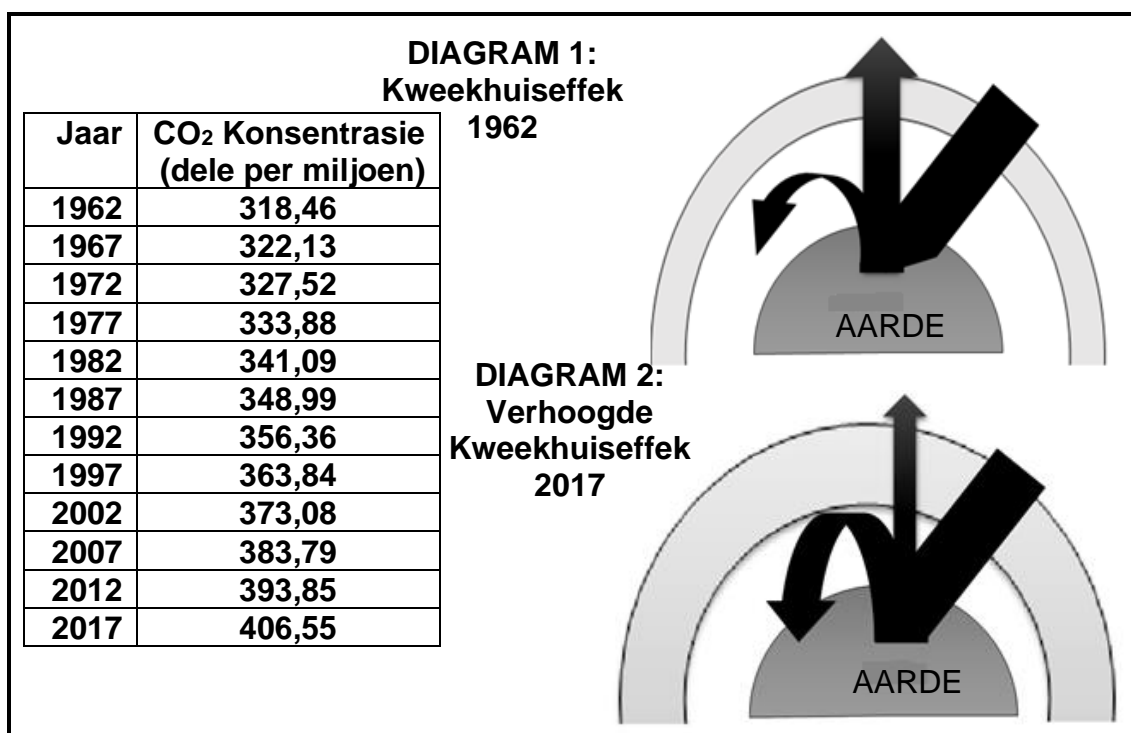 DIAGRAM 1:
Kweekhuiseffek
1962
Jaar CO₂ Konsentrasie
(dele per miljoen)
1962 318,46
1967 322,13
1972 327,52
1977 333,88
1982 341,09
1987 348,99
1992 356,36
1997 363,84
2002 373,08
2007 383,79
2012 393,85
2017 406,55
AARDE
DIAGRAM 2:
Verhoogde
Kweekhuiseffek
2017
AARDE